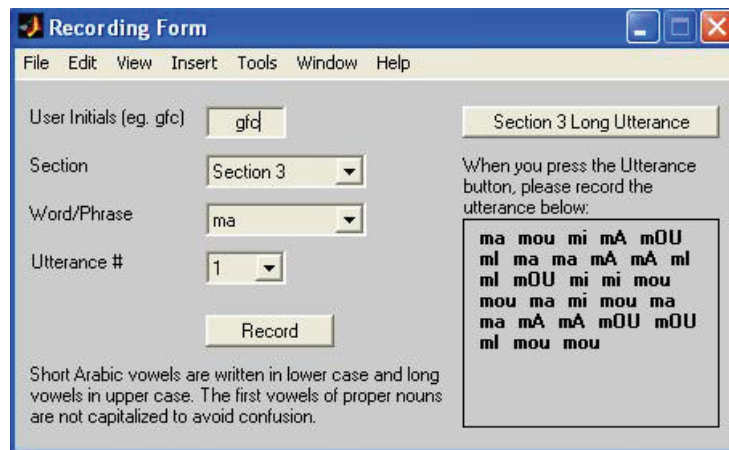 Recording Form
File Edit View Insert Tools Window Help
User Initials (eg. gfc)
gfc
Section
Section 3
Word/Phrase
ma
Utterance #
1
Record
Short Arabic vowels are written in lower case and long
vowels in upper case. The first vowels of proper nouns
are not capitalized to avoid confusion.
Section 3 Long Utterance
When you press the Utterance
button, please record the
utterance below:
ma mou mi mA mOU
mI ma ma mA mA mI
mI mOU mi mi mou
mou ma mi mou ma
ma mA mA mOU mOU
mI mou mou